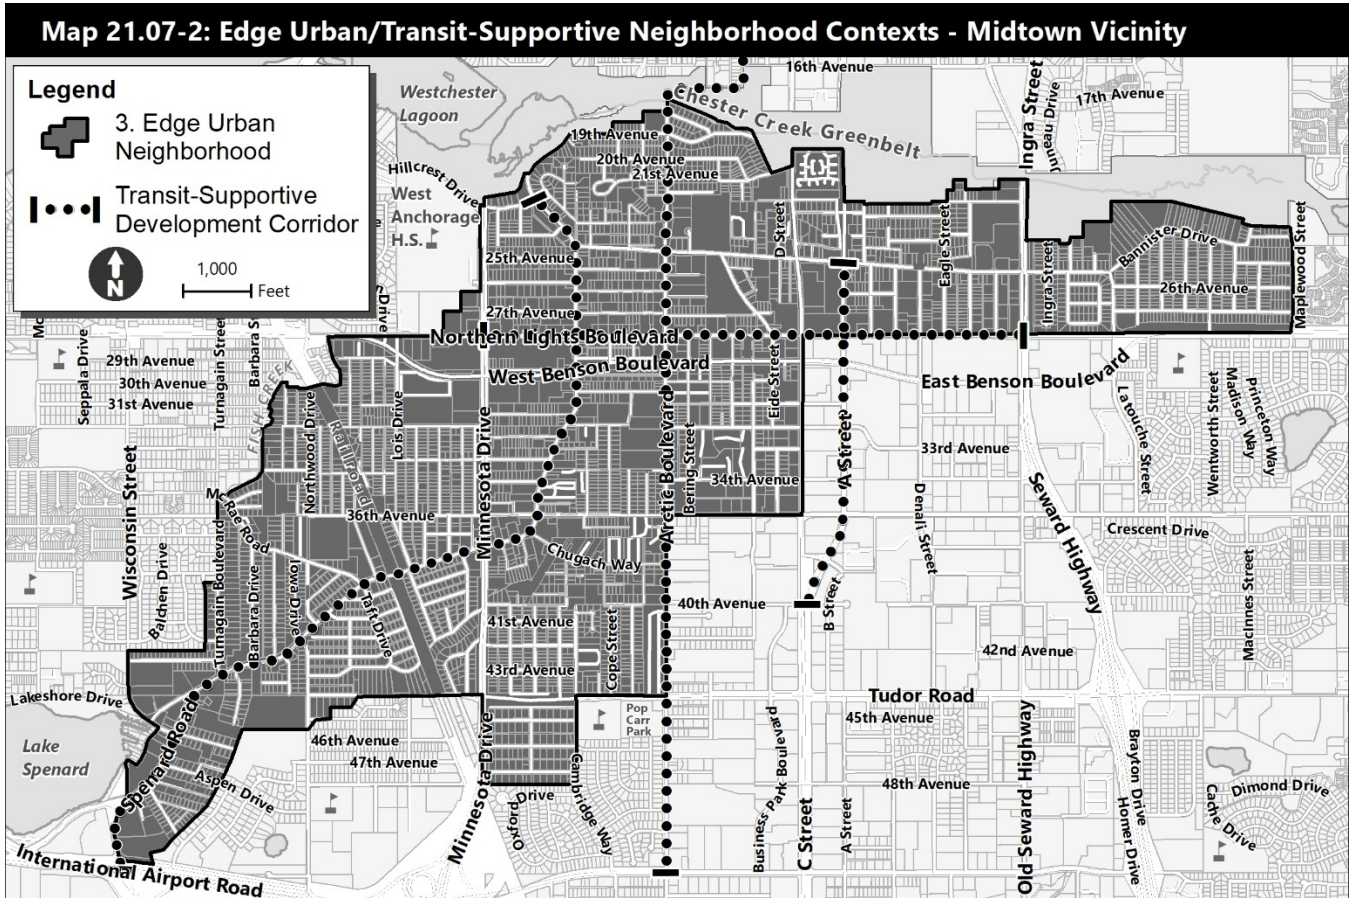 Map 21.07-2: Edge Urban/Transit-Supportive Neighborhood Contexts - Midtown Vicinity
Legend
3. Edge Urban
Neighborhood
Transit-Supportive
Development Corridor
N
1,000
Feet
Westchester
Lagoon
16th Avenue
Ingra Street
Juneau Drive
17th Avenue
Chester Creek Greenbelt
19th Avenue
20th Avenue
21st Avenue
Hillcrest Drive
West
Anchorage
H.S.
D Street
Eagle Street
Ingra Street
Bannister Drive
Maplewood Street
25th Avenue
26th Avenue
27th Avenue
Northern Lights Boulevard
West Benson Boulevard
East Benson Boulevard
Drive
Seppala Drive
29th Avenue
30th Avenue
31st Avenue
Turnagain Street
Barbara S
FISH CREEK
Northwood Drive
Railroad
Lois Drive
Minnesota Drive
Arctic Boulevard
Eide Street
Bering Street
34th Avenue
A Street
33rd Avenue
Denali Street
Latouche Street
Wentworth Street
Madison Way
Princeton Way
Wisconsin Street
McRae Road
36th Avenue
Seward Highway
Crescent Drive
Balchen Drive
Turnagain Boulevard
Barbara Drive
Iowa Drive
Taft Drive
Chugach Way
40th Avenue
B Street
MacInnes Street
41st Avenue
43rd Avenue
Cope Street
42nd Avenue
Lakeshore Drive
Tudor Road
Lake
Spenard
Spenard Road
46th Avenue
47th Avenue
Aspen Drive
Minnesota Drive
Pop
Carr
Park
Cambridge Way
Oxford Drive
Business Park Boulevard
C Street
A Street
45th Avenue
48th Avenue
Old Seward Highway
Brayton Drive
Homer Drive
Dimond Drive
Cache Drive
International Airport Road